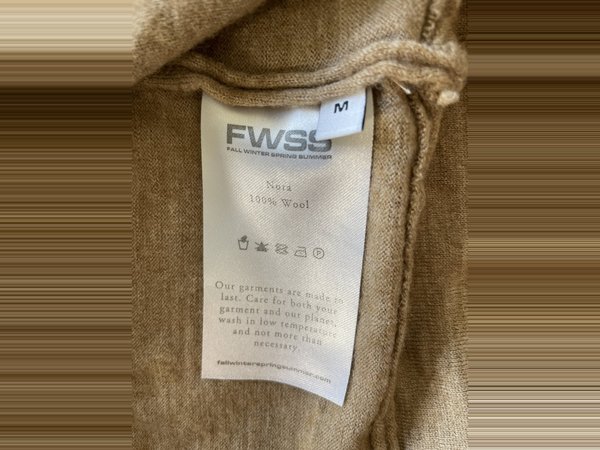 M
FWSS
FALL WINTER SPRING SUMMER
Nora
100% Wool
Our garments are made to
last. Care for both your
garment and our planet,
wash in low temperature
and not more than
necessary.
fallwinterspringsummer.com